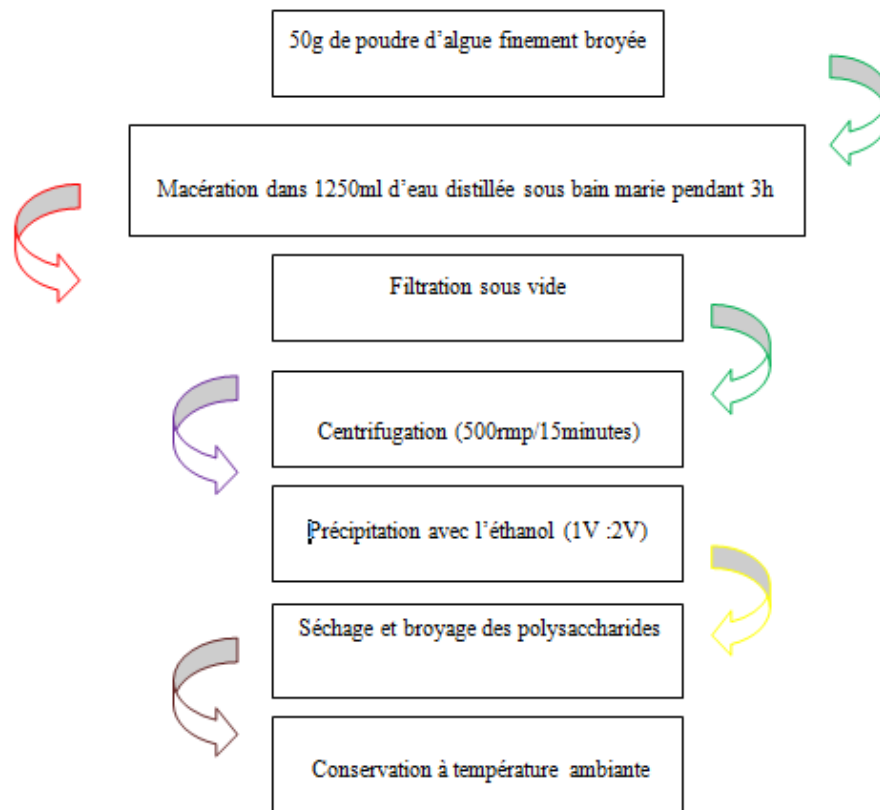 50g de poudre d’algue finement broyée
Macération dans 1250ml d’eau distillée sous bain marie pendant 3h
Filtration sous vide
Centrifugation (500rmp/15minutes)
Précipitation avec l’éthanol (1V :2V)
Séchage et broyage des polysaccharides
Conservation à température ambiante